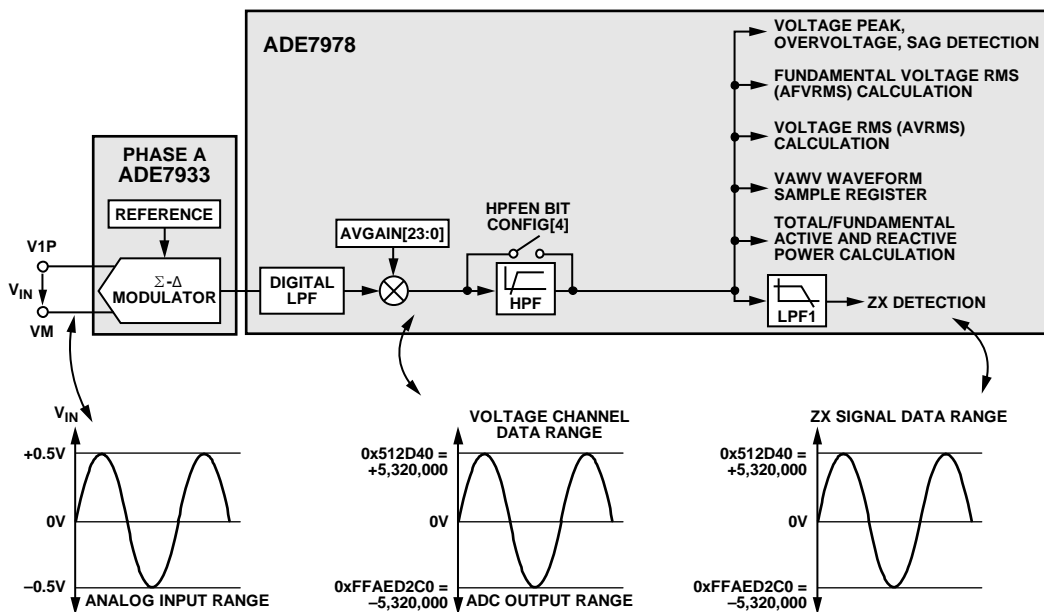 ADE7978
VOLTAGE PEAK,
OVERVOLTAGE, SAG DETECTION
FUNDAMENTAL VOLTAGE RMS
(AFVRMS) CALCULATION
VOLTAGE RMS (AVRMS)
CALCULATION
VAWV WAVEFORM
SAMPLE REGISTER
TOTAL/FUNDAMENTAL
ACTIVE AND REACTIVE
POWER CALCULATION
PHASE A
ADE7933
REFERENCE
V1P
VIN
VM
Σ-Δ
MODULATOR
DIGITAL
LPF
AVGAIN[23:0]
HPFEN BIT
CONFIG[4]
HPF
LPF1
ZX DETECTION
VIN
+0.5V
0V
–0.5V
ANALOG INPUT RANGE
VOLTAGE CHANNEL
DATA RANGE
0x512D40 =
+5,320,000
0V
0xFFAED2C0 =
–5,320,000
ADC OUTPUT RANGE
ZX SIGNAL DATA RANGE
0x512D40 =
+5,320,000
0V
0xFFAED2C0 =
–5,320,000